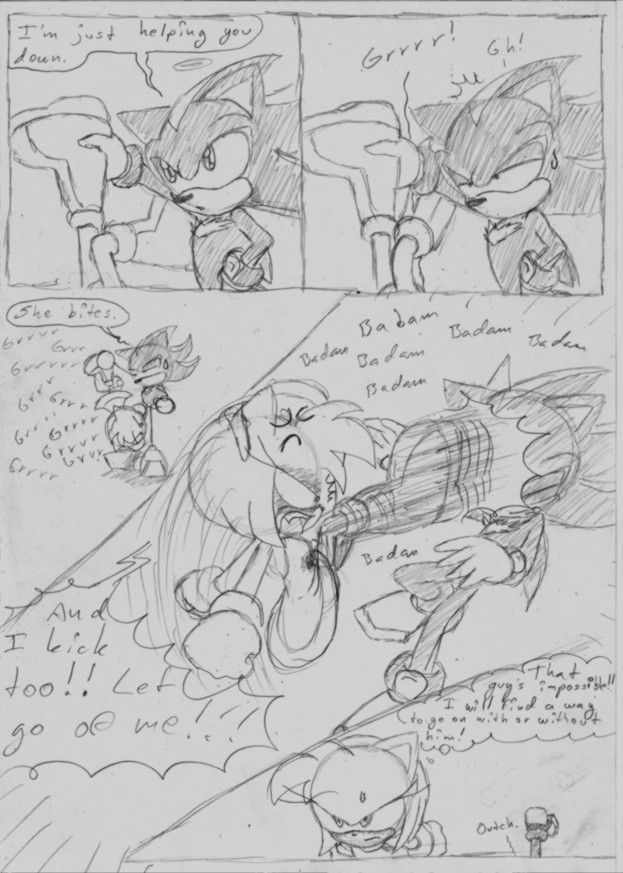 I'm just helping you
down.
Grrrr!
Gh!
She bites.
Grrrr
Grrr
Grrrrr
Grrr
Grrr
Grr
Grrrr
Grrrr
Grrr
Grrrr
Badam
Badam
Badam
Badam
Badam
Badam
Badam
And
I kick
too!! Let
go of me!!!
That
guy's impossible!!
I will find a way
to go on with or without
him!
Outch.